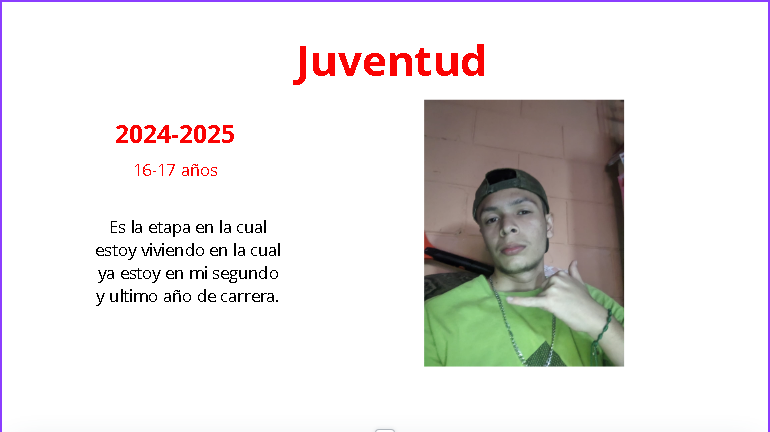 Juventud
2024-2025
16-17 años
Es la etapa en la cual
estoy viviendo en la cual
ya estoy en mi segundo
y ultimo año de carrera.